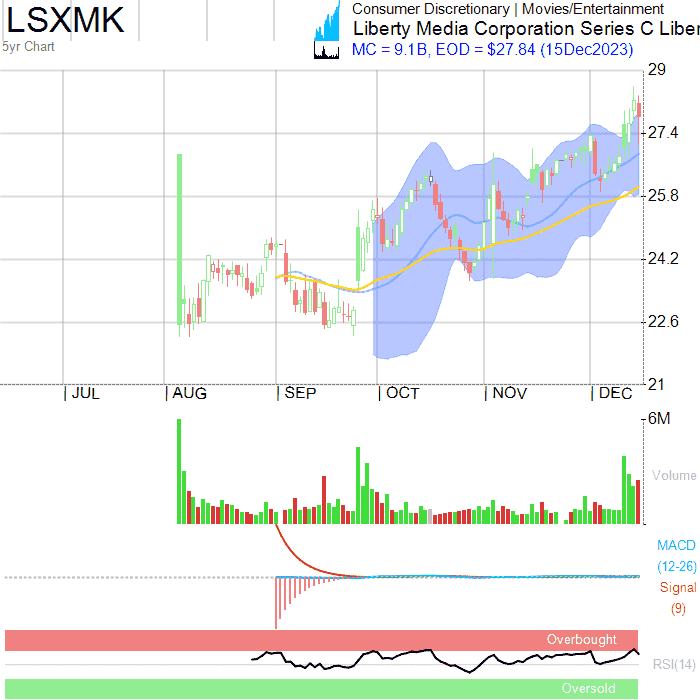 LSXMK
5yr Chart
Consumer Discretionary | Movies/Entertainment
Liberty Media Corporation Series C Liber
MC = 9.1B, EOD = $27.84 (15Dec2023)
29
27.4
25.8
24.2
22.6
21
JUL AUG SEP OCT NOV DEC
6M
Volume
MACD
(12-26)
Signal
(9)
Overbought
RSI(14)
Oversold